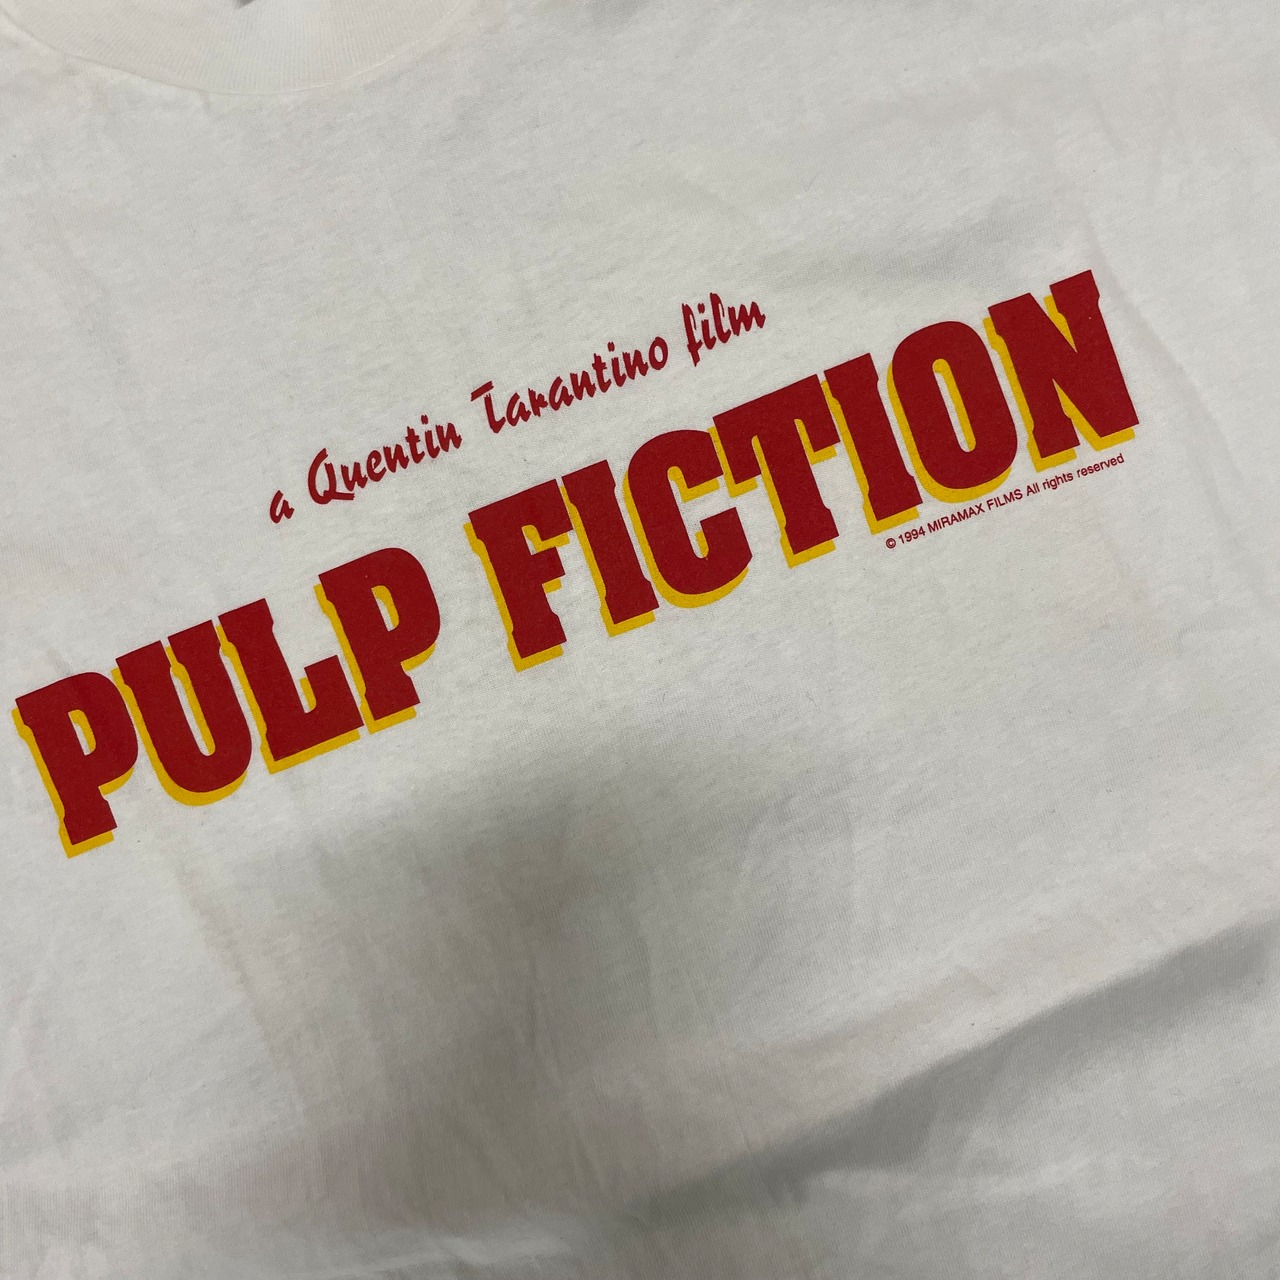 a Quentin Tarantino film
PULP FICTION
© 1994 MIRAMAX FILMS All rights reserved